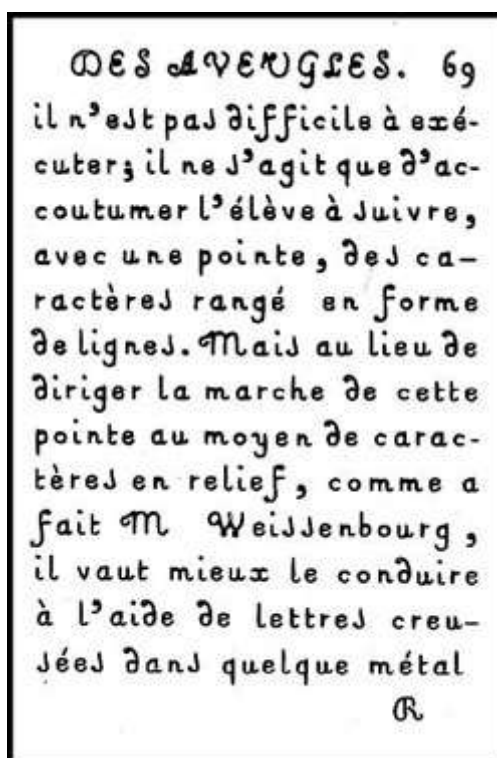 DES AVEUGLES. 69
il n'est pas difficile à exé-
cuter; il ne s'agit que d'ac-
coutumer l'élève à suivre,
avec une pointe, des ca-
ractères rangé en forme
de lignes. Mais au lieu de
diriger la marche de cette
pointe au moyen de carac-
tères en relief, comme a
fait M Weissenbourg,
il vaut mieux le conduire
à l'aide de lettres creu-
sées dans quelque métal
R